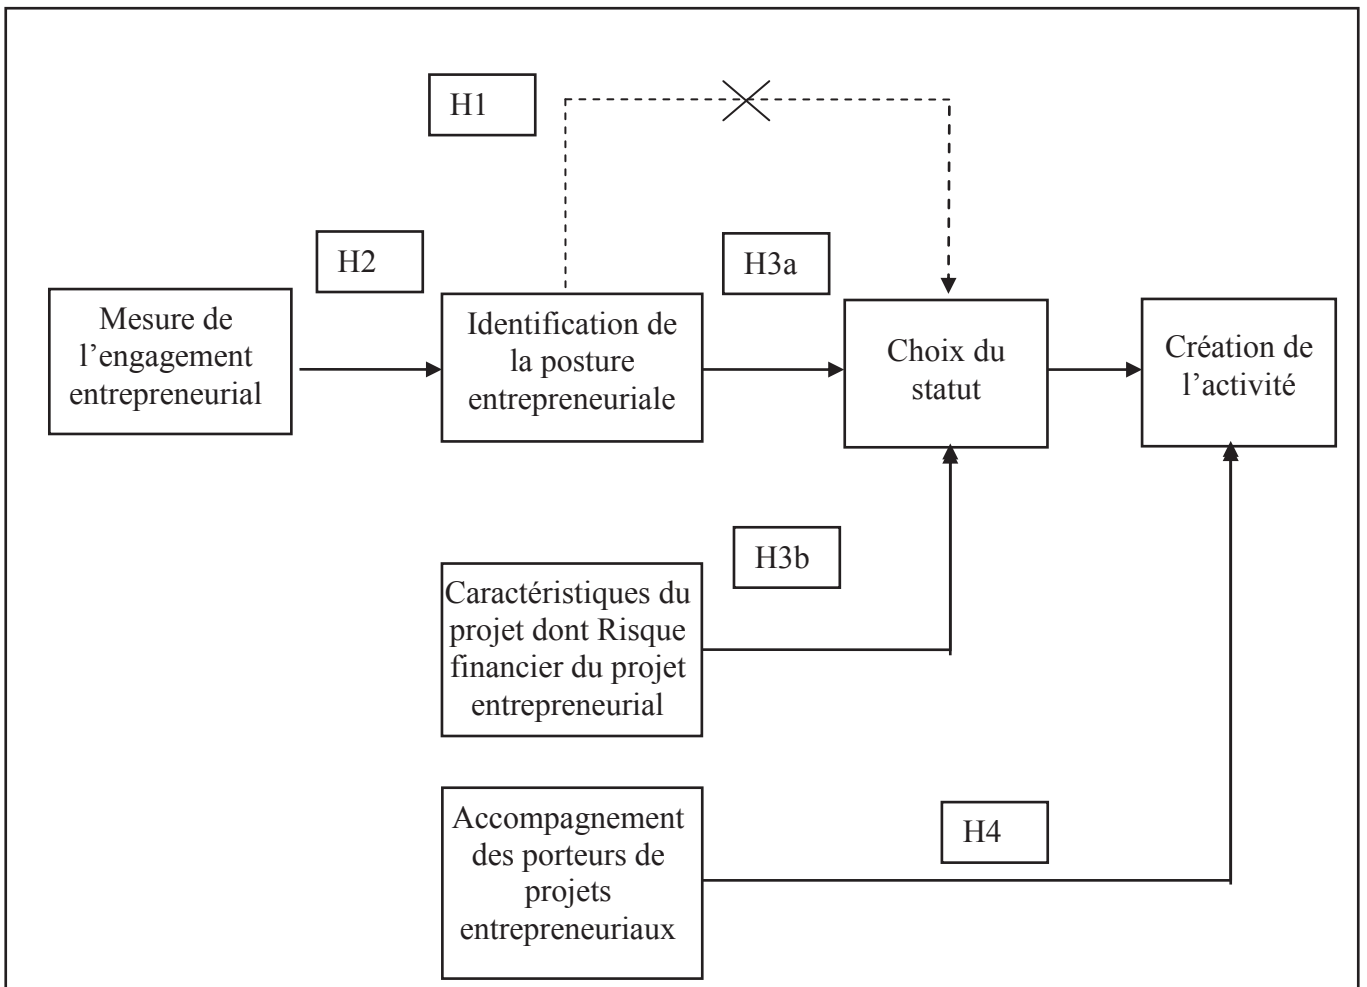 H1
H2
H3a
Mesure de
l’engagement
entrepreneurial
Identification de
la posture
entrepreneuriale
Choix du
statut
Création de
l’activité
H3b
Caractéristiques du
projet dont Risque
financier du projet
entrepreneurial
Accompagnement
des porteurs de
projets
entrepreneuriaux
H4